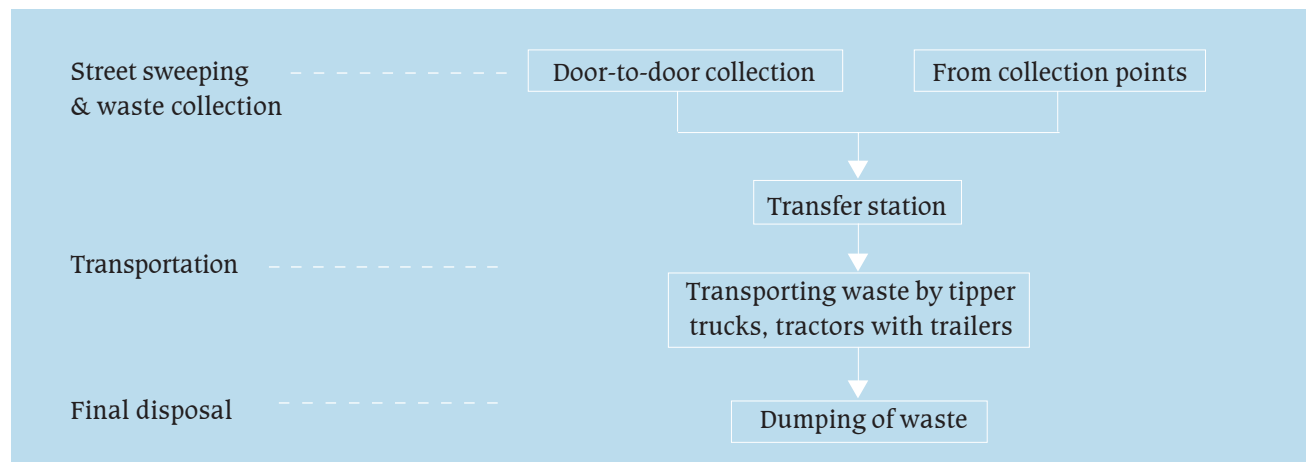 Street sweeping
& waste collection
Door-to-door collection
From collection points
Transfer station
Transportation
Transporting waste by tipper
trucks, tractors with trailers
Final disposal
Dumping of waste